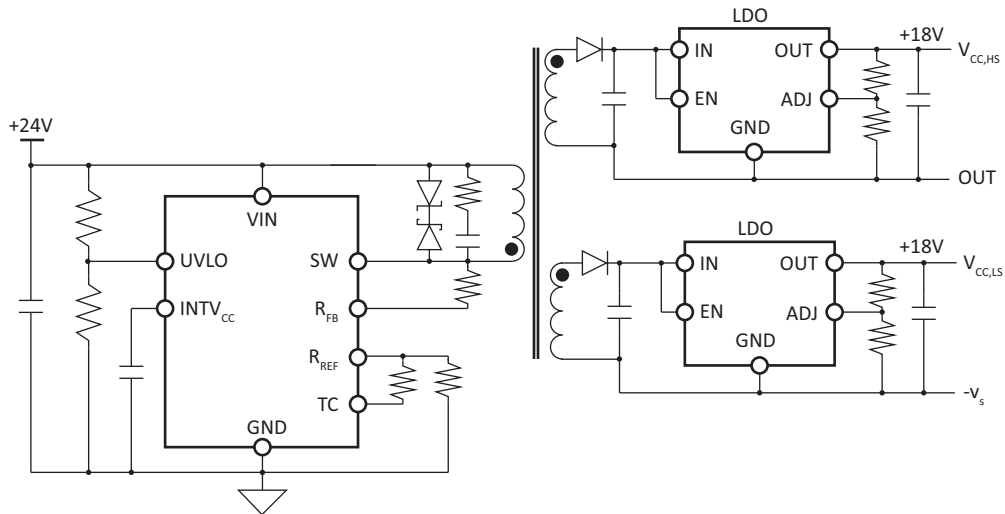 LDO
IN
OUT
EN
ADJ
GND
+18V
V_CC,HS
OUT
+24V
VIN
UVLO
SW
INTV_CC
R_FB
R_REF
TC
GND
LDO
IN
OUT
EN
ADJ
GND
+18V
V_CC,LS
-v_s